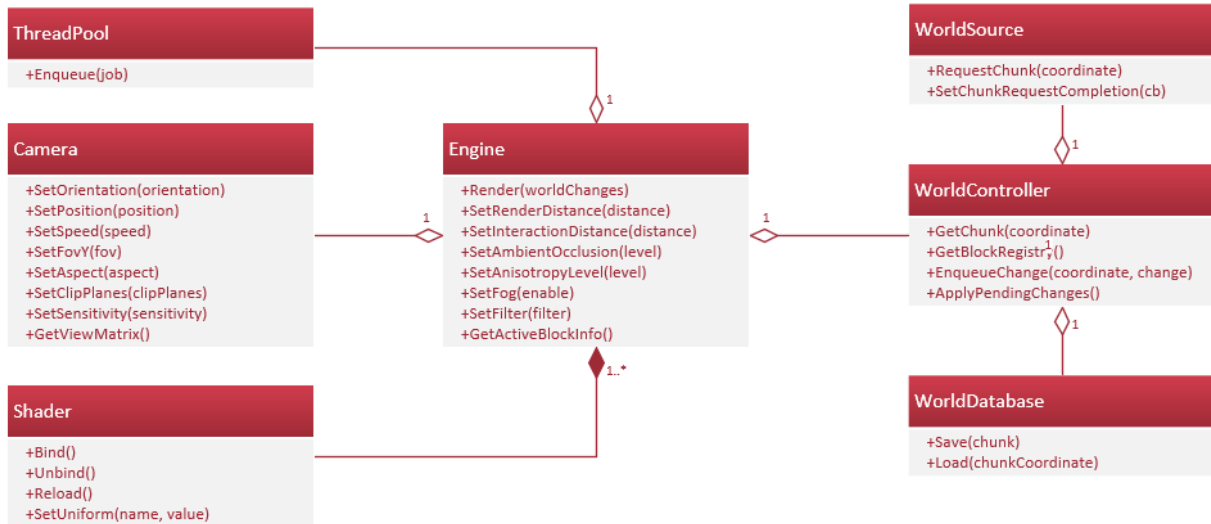 ThreadPool
+Enqueue(job)
1
Camera
+SetOrientation(orientation)
+SetPosition(position)
+SetSpeed(speed)
+SetFovY(fov)
+SetAspect(aspect)
+SetClipPlanes(clipPlanes)
+SetSensitivity(sensitivity)
+GetViewMatrix()
1
Shader
+Bind()
+Unbind()
+Reload()
+SetUniform(name, value)
1..*
Engine
+Render(worldChanges)
+SetRenderDistance(distance)
+SetInteractionDistance(distance)
+SetAmbientOcclusion(level)
+SetAnisotropyLevel(level)
+SetFog(enable)
+SetFilter(filter)
+GetActiveBlockInfo()
1
WorldSource
+RequestChunk(coordinate)
+SetChunkRequestCompletion(cb)
1
WorldController
+GetChunk(coordinate)
+GetBlockRegistry()
1
+EnqueueChange(coordinate, change)
+ApplyPendingChanges()
1
WorldDatabase
+Save(chunk)
+Load(chunkCoordinate)